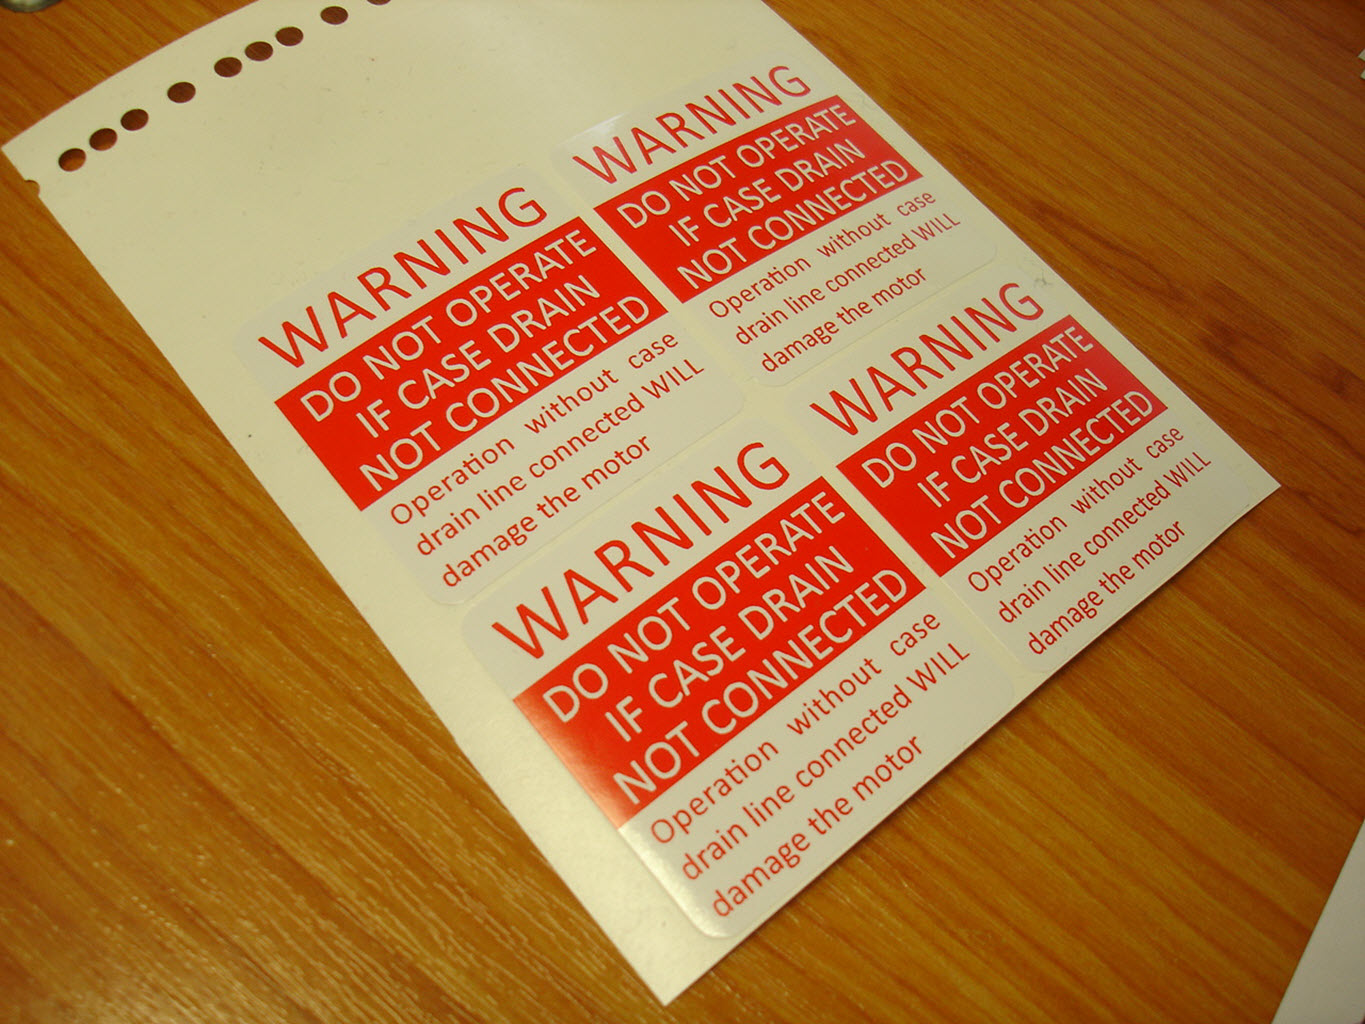 WARNING
DO NOT OPERATE
IF CASE DRAIN
NOT CONNECTED
Operation without case
drain line connected WILL
damage the motor
WARNING
DO NOT OPERATE
IF CASE DRAIN
NOT CONNECTED
Operation without case
drain line connected WILL
damage the motor
WARNING
DO NOT OPERATE
IF CASE DRAIN
NOT CONNECTED
Operation without case
drain line connected WILL
damage the motor
WARNING
DO NOT OPERATE
IF CASE DRAIN
NOT CONNECTED
Operation without case
drain line connected WILL
damage the motor